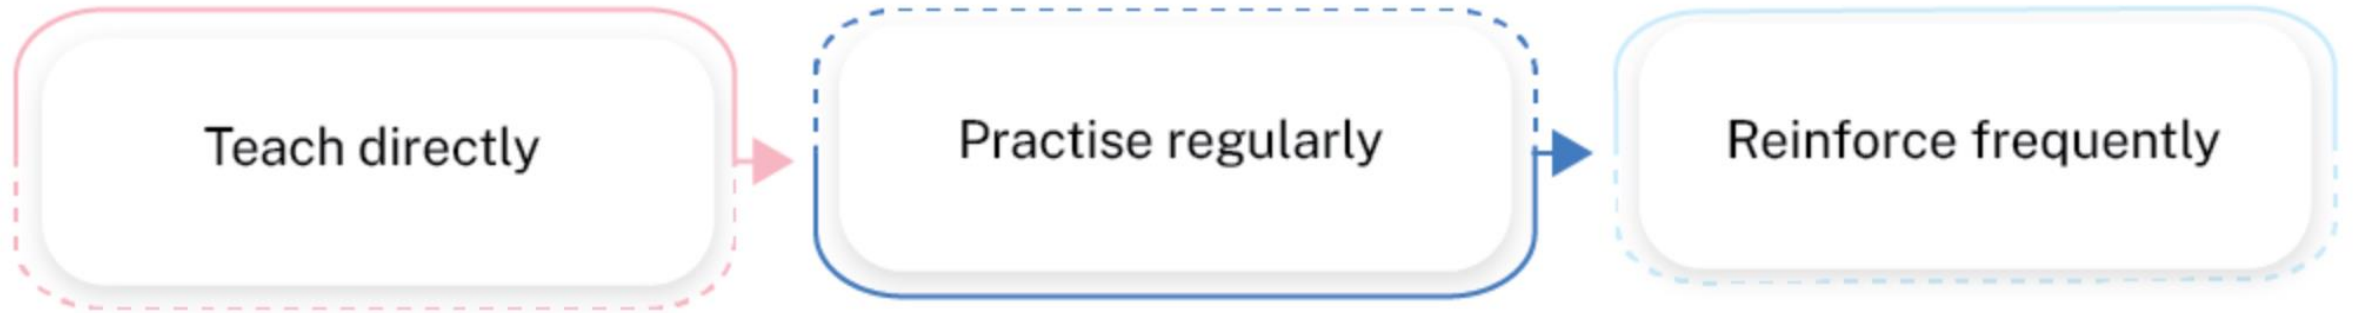 Teach directly
Practise regularly
Reinforce frequently